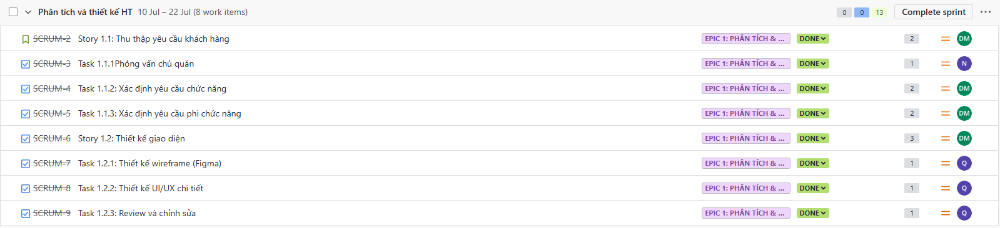 Phân tích và thiết kế HT 10 Jul – 22 Jul (8 work items) 0 0 13 Complete sprint
SCRUM-2 Story 1.1: Thu thập yêu cầu khách hàng EPIC 1: PHÂN TÍCH & ... DONE 2 DM
SCRUM-3 Task 1.1.1Phỏng vấn chủ quán EPIC 1: PHÂN TÍCH & ... DONE 1 N
SCRUM-4 Task 1.1.2: Xác định yêu cầu chức năng EPIC 1: PHÂN TÍCH & ... DONE 2 DM
SCRUM-5 Task 1.1.3: Xác định yêu cầu phi chức năng EPIC 1: PHÂN TÍCH & ... DONE 2 DM
SCRUM-6 Story 1.2: Thiết kế giao diện EPIC 1: PHÂN TÍCH & ... DONE 3 DM
SCRUM-7 Task 1.2.1: Thiết kế wireframe (Figma) EPIC 1: PHÂN TÍCH & ... DONE 1 Q
SCRUM-8 Task 1.2.2: Thiết kế UI/UX chi tiết EPIC 1: PHÂN TÍCH & ... DONE 1 Q
SCRUM-9 Task 1.2.3: Review và chỉnh sửa EPIC 1: PHÂN TÍCH & ... DONE 1 Q